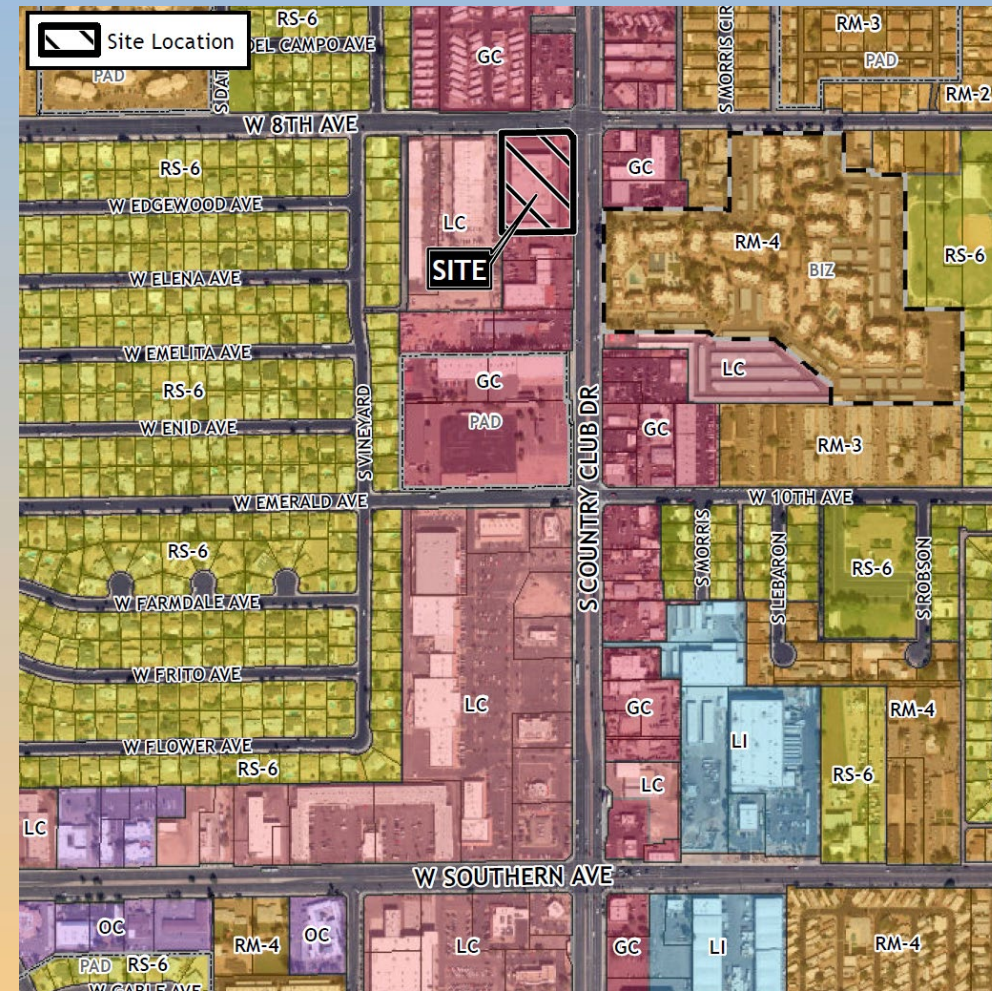 Site Location
RS-6
DEL CAMPO AVE
PAD
GC
RM-3
PAD
RM-2
S MORRIS CIR
W 8TH AVE
RS-6
GC
W EDGEWOOD AVE
LC
RM-4
RS-6
SITE
BIZ
W ELENA AVE
W EMELITA AVE
RS-6
GC
LC
S VINEYARD
PAD
S COUNTRY CLUB DR
W ENID AVE
GC
RM-3
W EMERALD AVE
W 10TH AVE
RS-6
S MORRIS
S LEBARON
RS-6
S ROBSON
W FARMDALE AVE
W FRITO AVE
LC
GC
RM-4
W FLOWER AVE
LI
RS-6
LC
RS-6
LC
W SOUTHERN AVE
OC
RM-4
OC
LC
GC
LI
RM-4
PAD
RS-6
W GABLE AVE